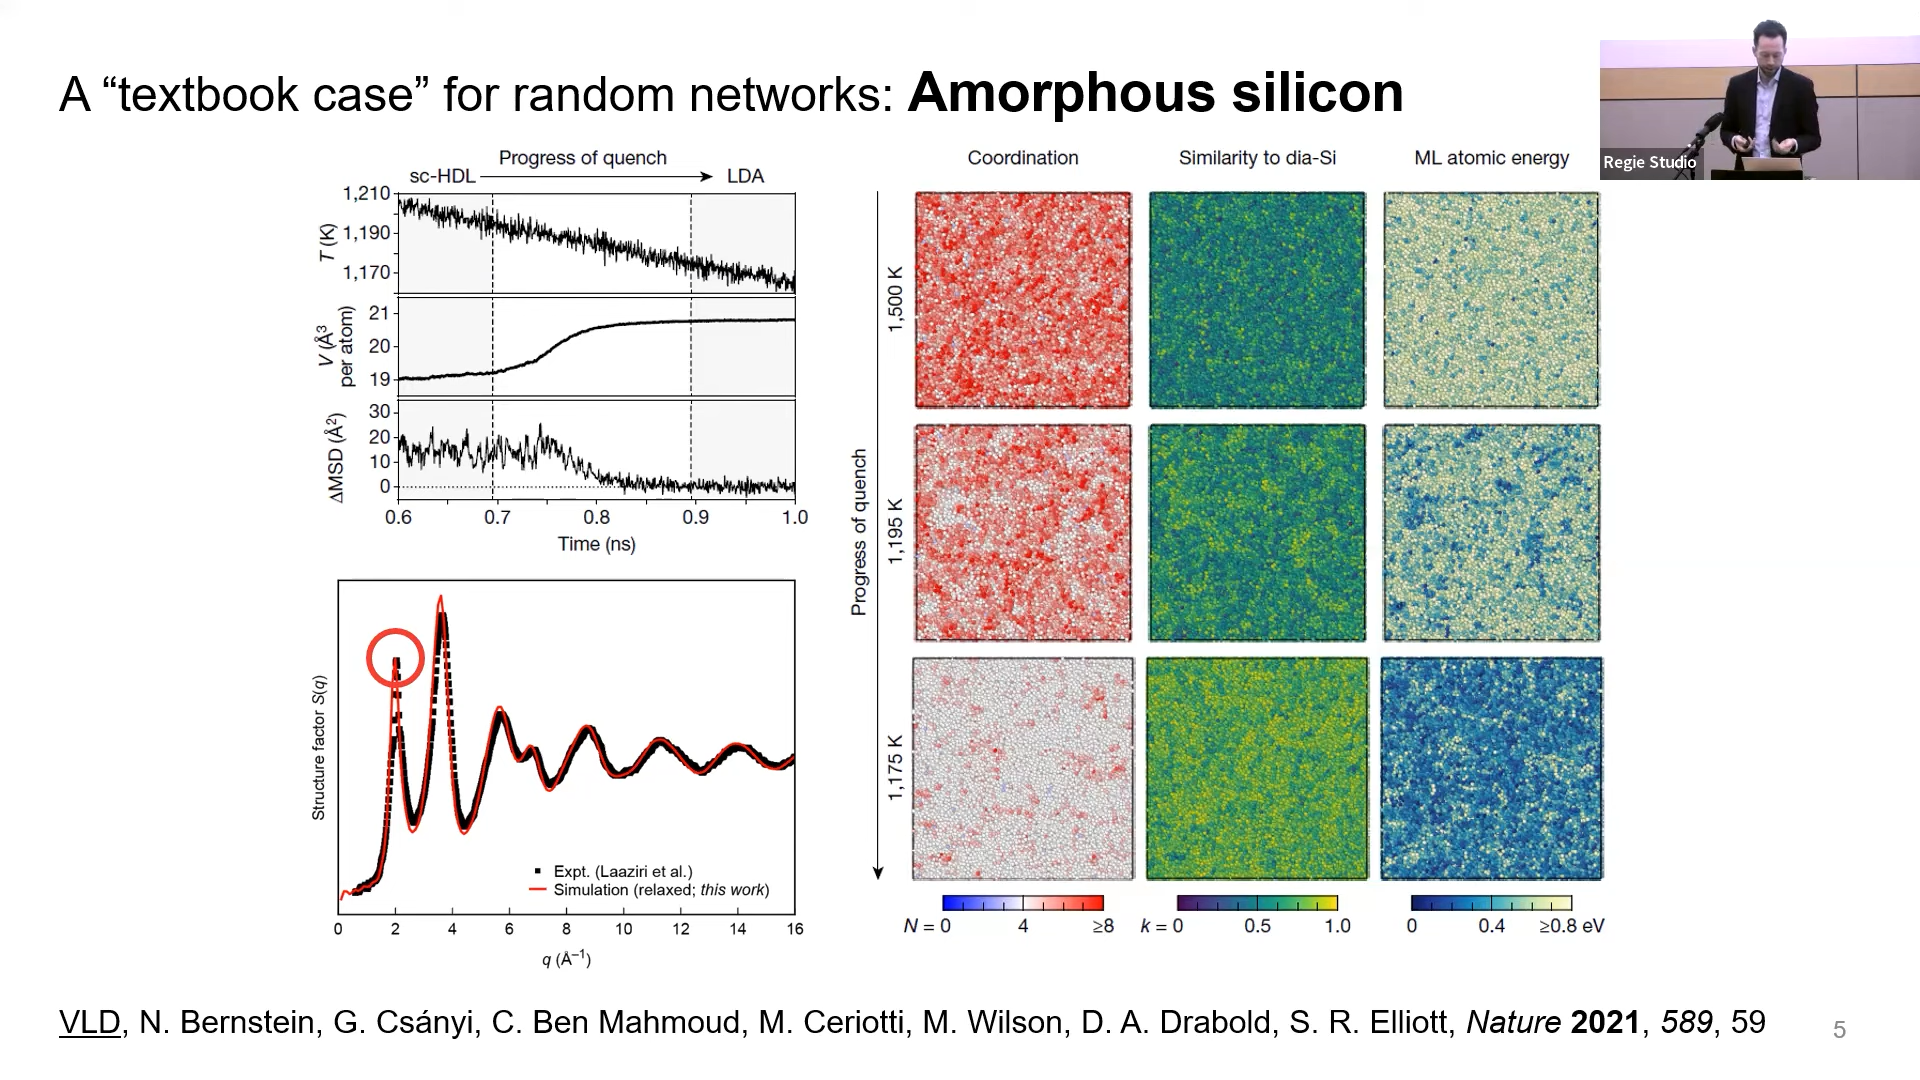 A “textbook case” for random networks: Amorphous silicon
Regie Studio
Progress of quench
sc-HDL
LDA
1,210
1,190
1,170
T (K)
21
20
19
V (Å³
per atom)
30
20
10
0
ΔMSD (Å²)
0.6 0.7 0.8 0.9 1.0
Time (ns)
Structure factor S(q)
Expt. (Laaziri et al.)
Simulation (relaxed; this work)
0 2 4 6 8 10 12 14 16
q (Å⁻¹)
Coordination
Similarity to dia-Si
ML atomic energy
Progress of quench
1,500 K
1,195 K
1,175 K
N = 0 4 ≥8
k = 0 0.5 1.0
0 0.4 ≥0.8 eV
VLD, N. Bernstein, G. Csányi, C. Ben Mahmoud, M. Ceriotti, M. Wilson, D. A. Drabold, S. R. Elliott, Nature 2021, 589, 59
5